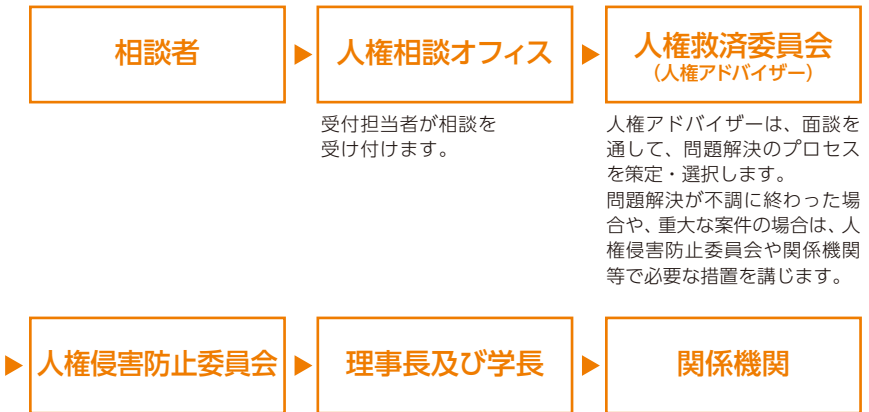 相談者
人権相談オフィス
人権救済委員会
(人権アドバイザー)
受付担当者が相談を
受け付けます。
人権アドバイザーは、面談を
通して、問題解決のプロセス
を策定・選択します。
問題解決が不調に終わった場
合や、重大な案件の場合は、人
権侵害防止委員会や関係機関
等で必要な措置を講じます。
人権侵害防止委員会
理事長及び学長
関係機関